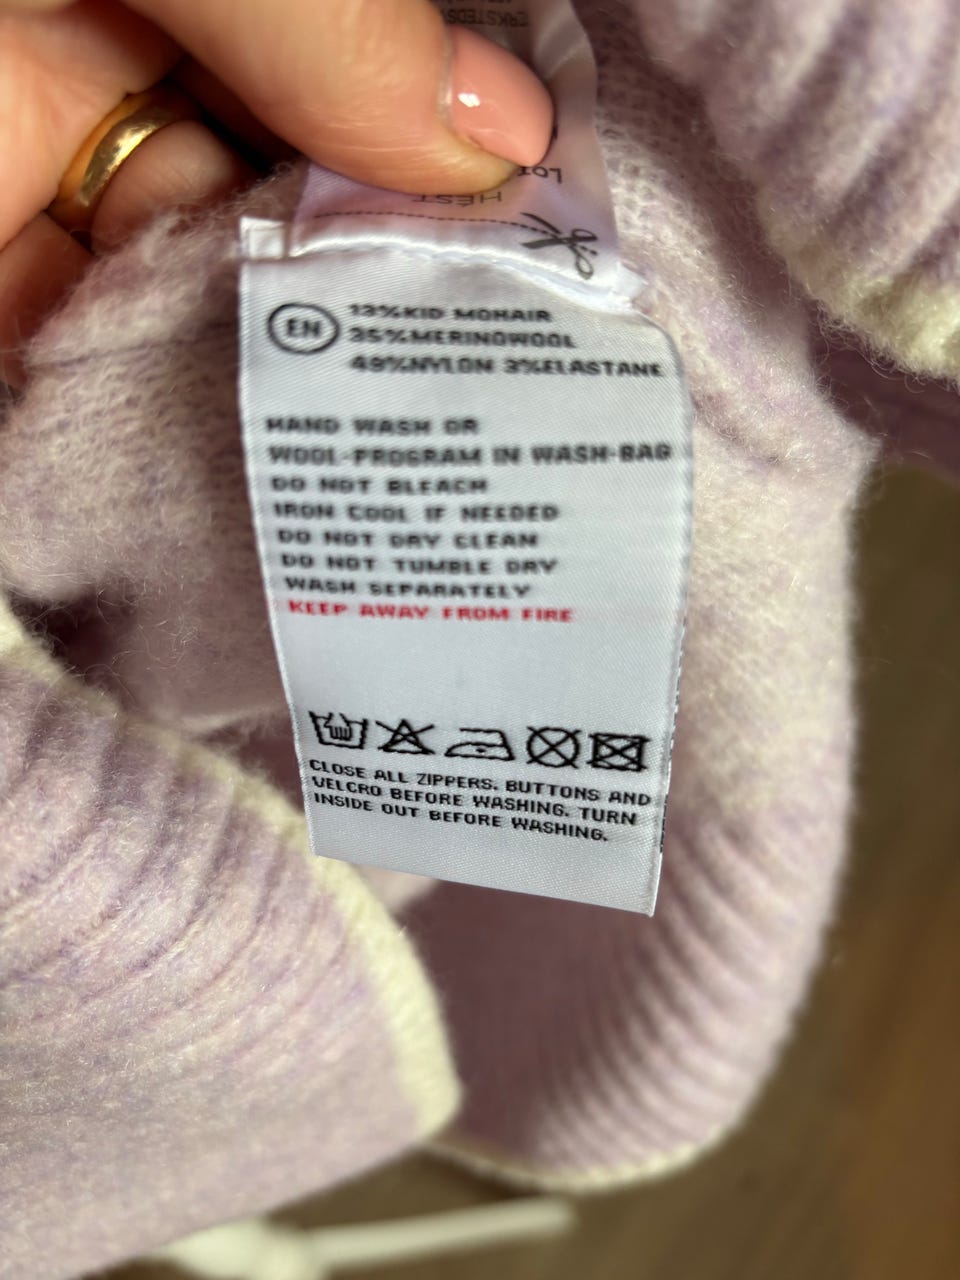 LOT
HÉST
EN
13%KID MOHAIR
35%MERINOWOOL
49%NYLON 3%ELASTANE
HAND WASH OR
WOOL-PROGRAM IN WASH-BAG
DO NOT BLEACH
IRON COOL IF NEEDED
DO NOT DRY CLEAN
DO NOT TUMBLE DRY
WASH SEPARATELY
KEEP AWAY FROM FIRE
CLOSE ALL ZIPPERS, BUTTONS AND
VELCRO BEFORE WASHING. TURN
INSIDE OUT BEFORE WASHING.